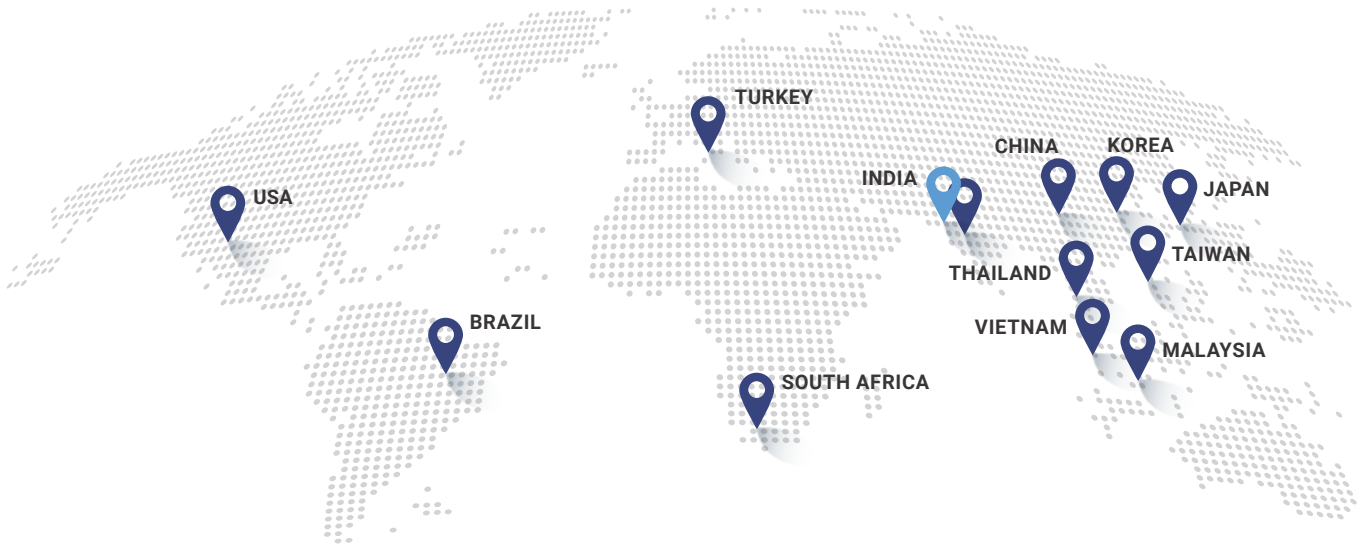 TURKEY
CHINA
KOREA
INDIA
JAPAN
USA
TAIWAN
THAILAND
BRAZIL
VIETNAM
MALAYSIA
SOUTH AFRICA